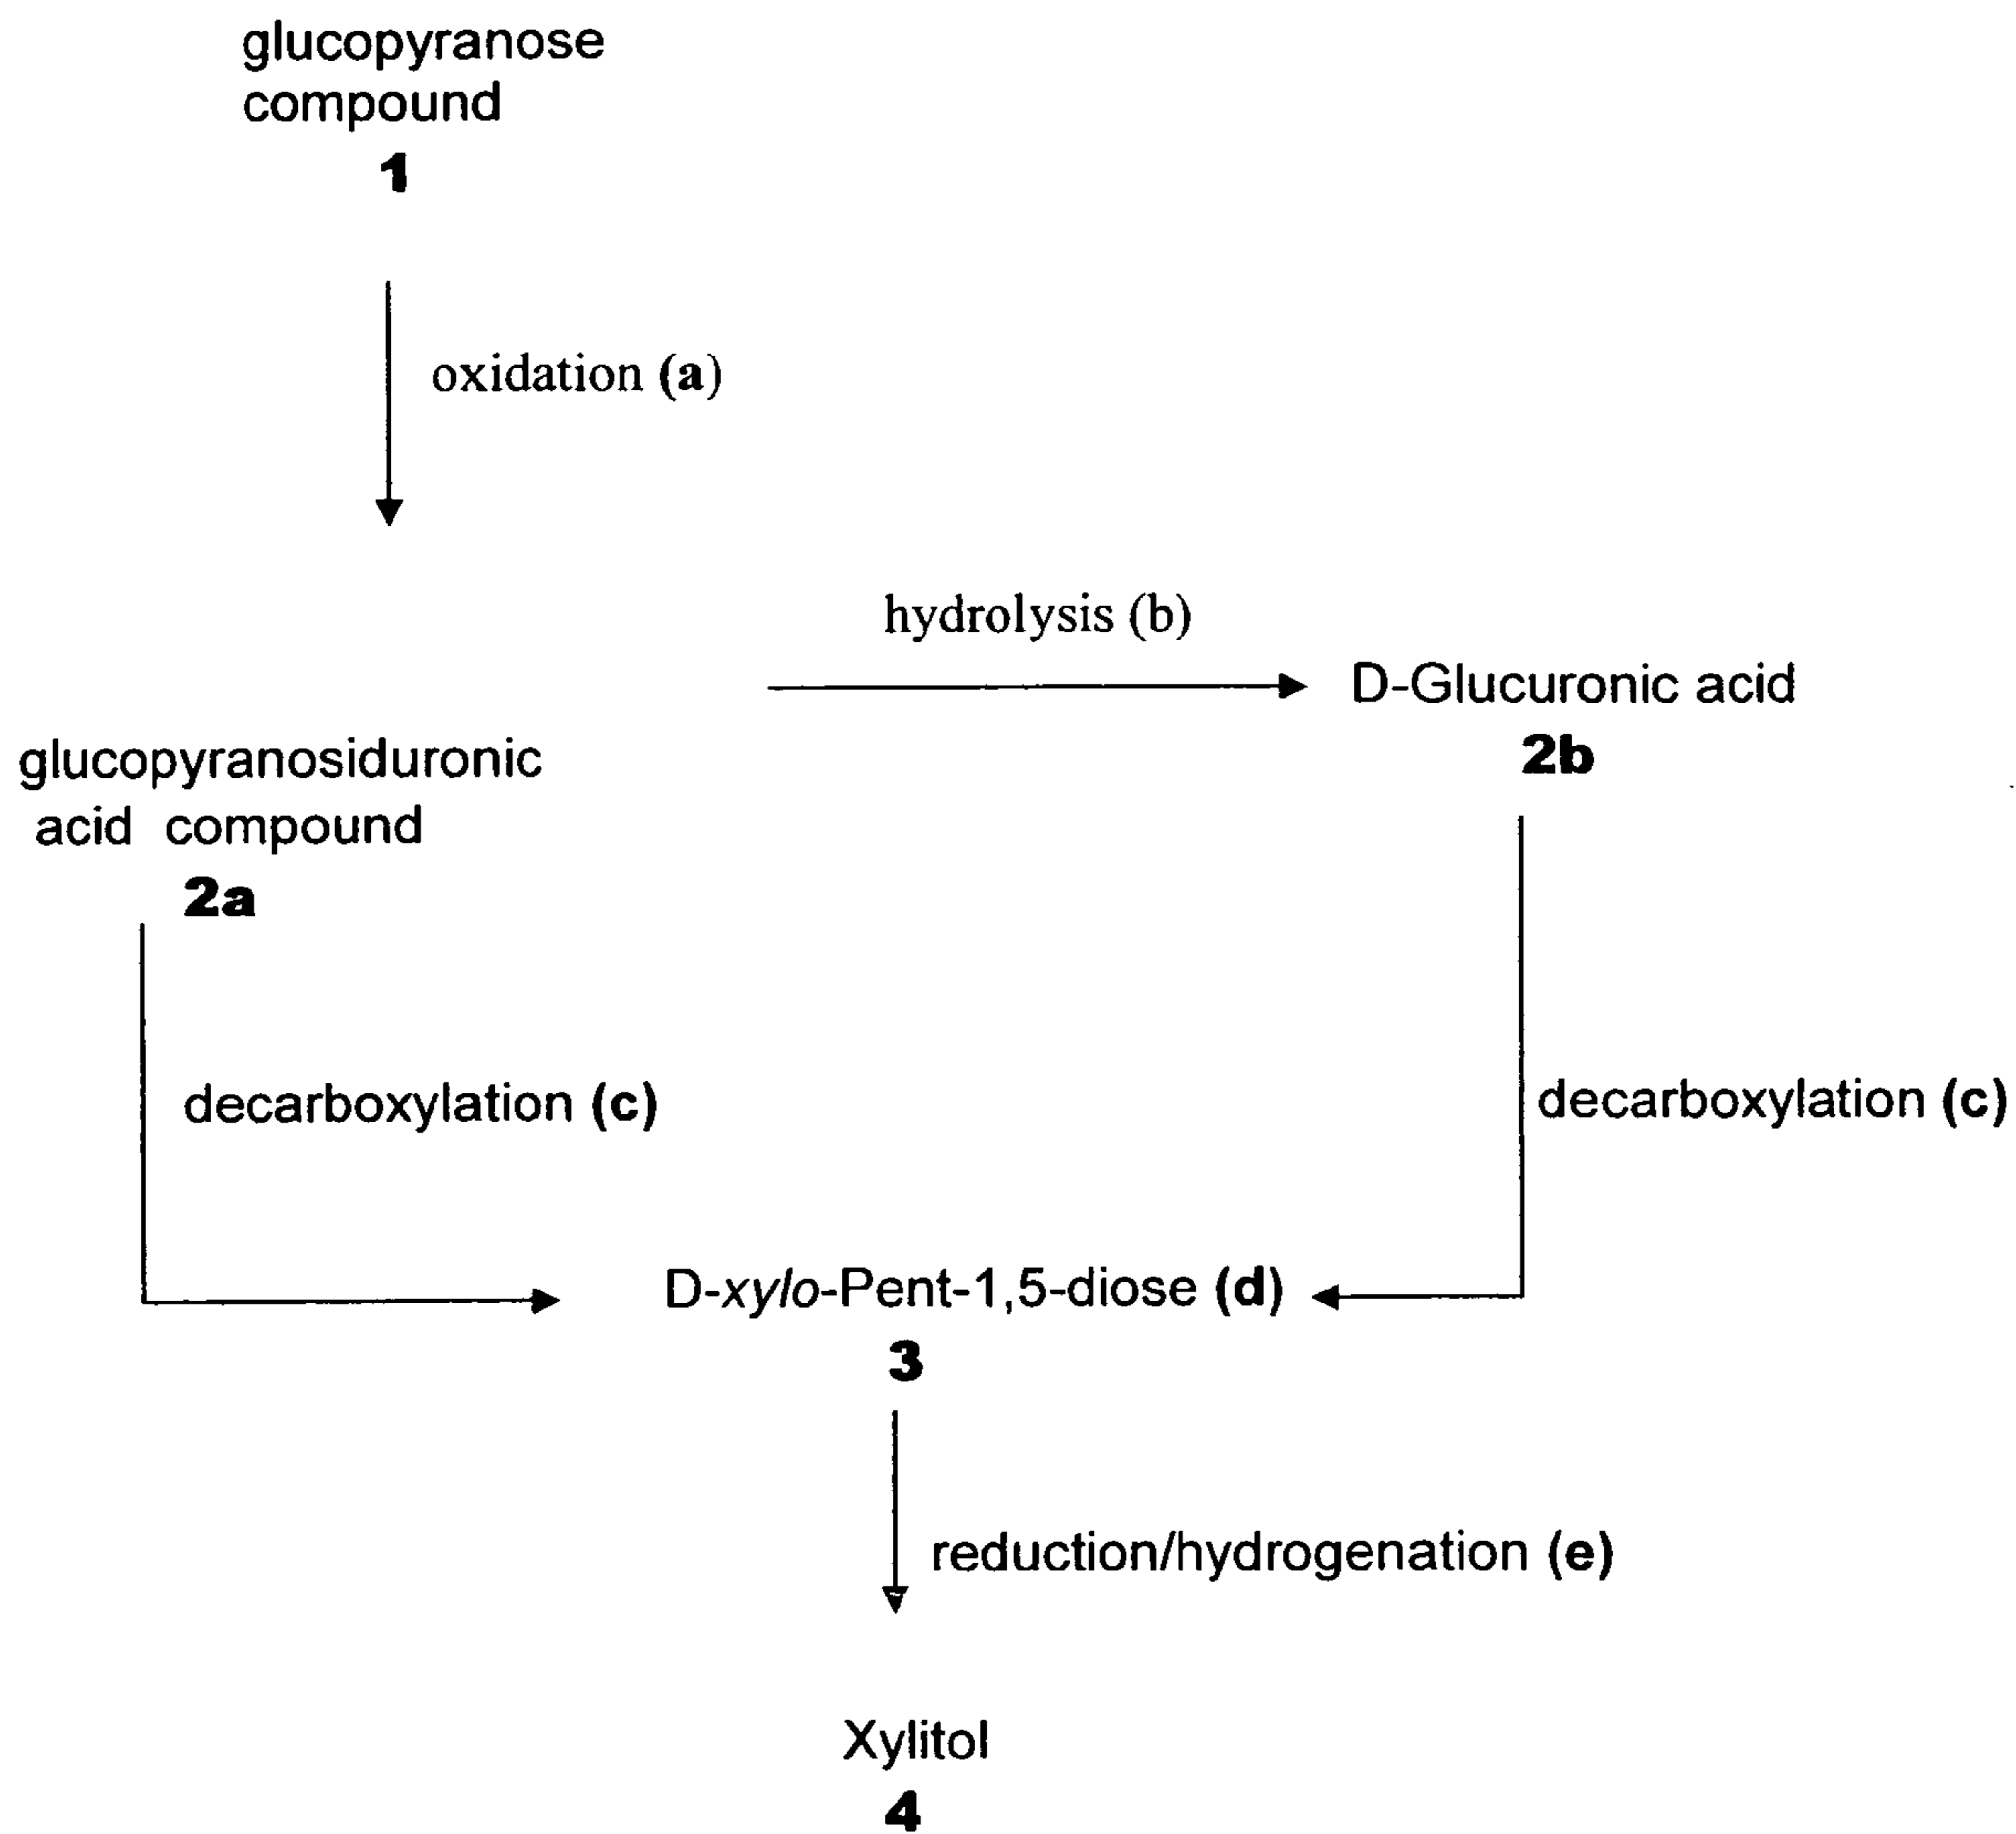 glucopyranose
compound
1
oxidation (a)
hydrolysis (b)
D-Glucuronic acid
2b
glucopyranosiduronic
acid compound
2a
decarboxylation (c)
decarboxylation (c)
D-xylo-Pent-1,5-diose (d)
3
reduction/hydrogenation (e)
Xylitol
4